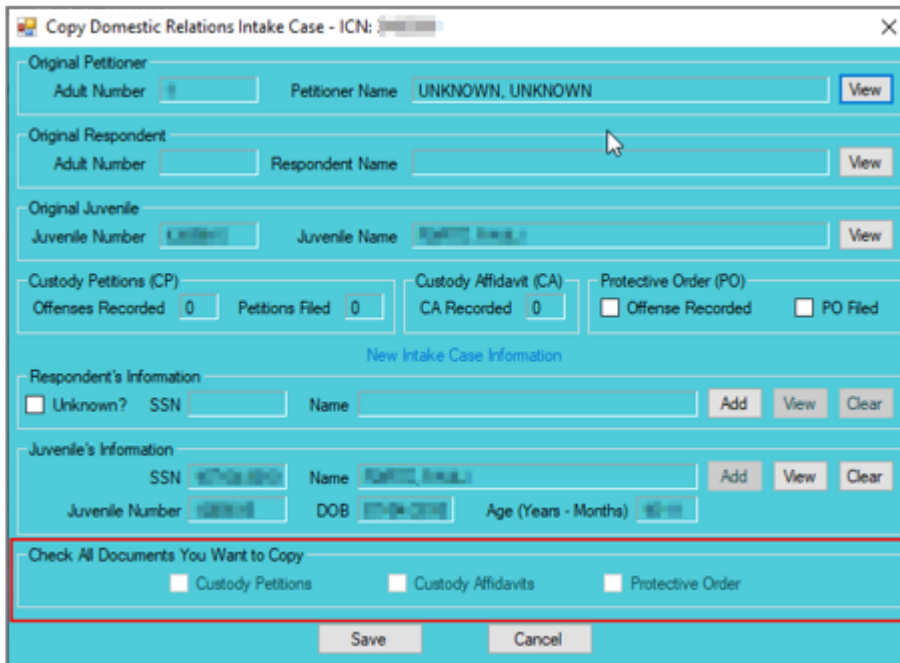 Copy Domestic Relations Intake Case - ICN:
Original Petitioner
Adult Number Petitioner Name UNKNOWN, UNKNOWN View
Original Respondent
Adult Number Respondent Name View
Original Juvenile
Juvenile Number Juvenile Name View
Custody Petitions (CP) Custody Affidavit (CA) Protective Order (PO)
Offenses Recorded 0 Petitions Filed 0 CA Recorded 0 Offense Recorded PO Filed
New Intake Case Information
Respondent's Information
Unknown? SSN Name Add View Clear
Juvenile's Information
SSN Name Add View Clear
Juvenile Number DOB Age (Years - Months)
Check All Documents You Want to Copy
Custody Petitions Custody Affidavits Protective Order
Save Cancel